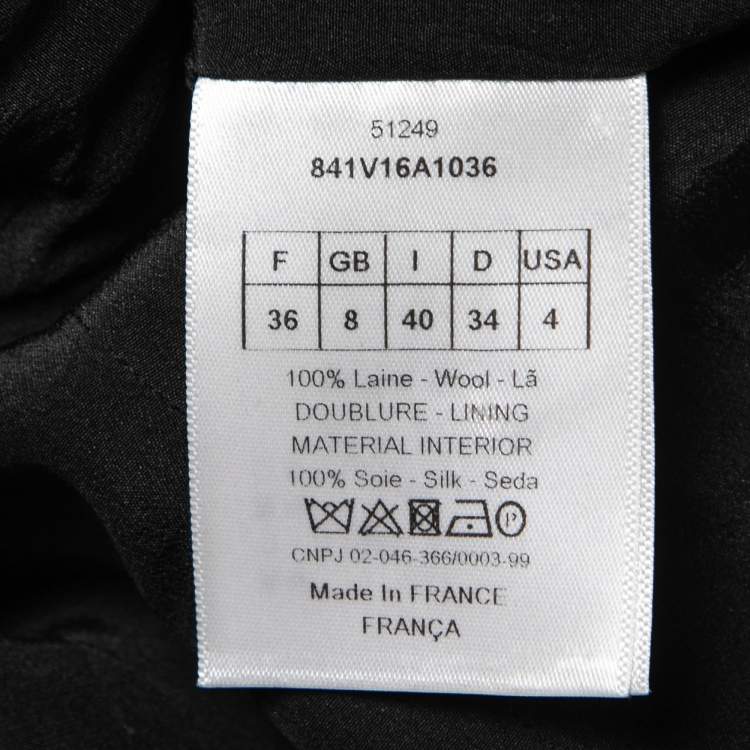 51249
841V16A1036
F GB I D USA
36 8 40 34 4
100% Laine - Wool - Lã
DOUBLURE - LINING
MATERIAL INTERIOR
100% Soie - Silk - Seda
P
CNPJ 02-046-366/0003-99
Made In FRANCE
FRANÇA